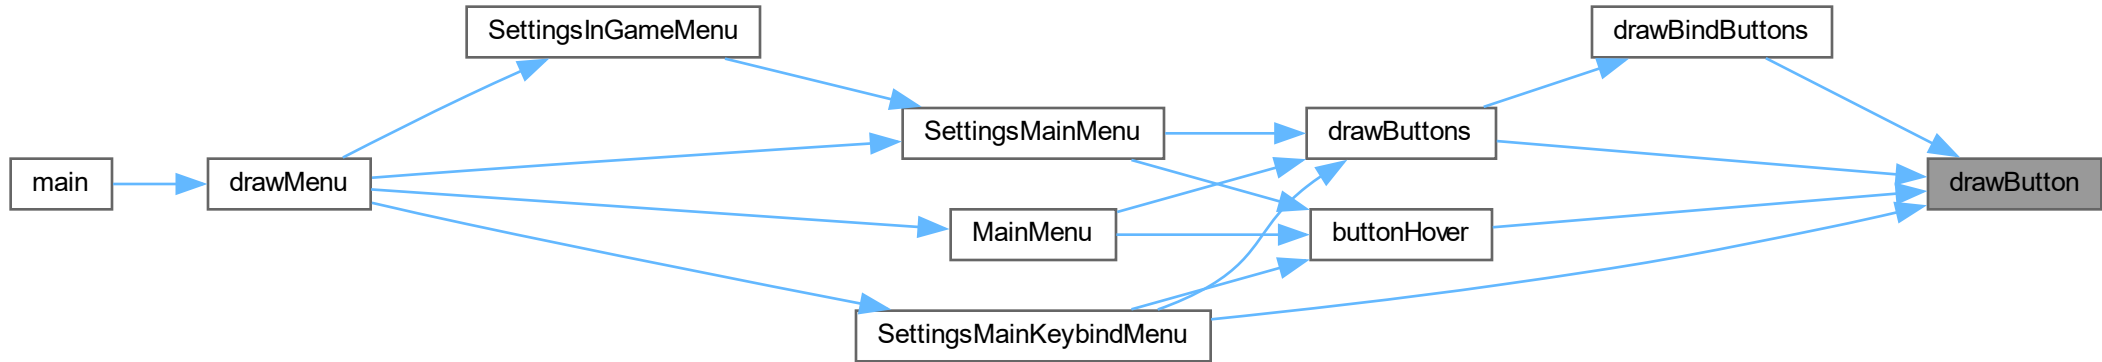 SettingsInGameMenu
drawBindButtons
SettingsMainMenu
drawButtons
main
drawMenu
drawButton
MainMenu
buttonHover
SettingsMainKeybindMenu